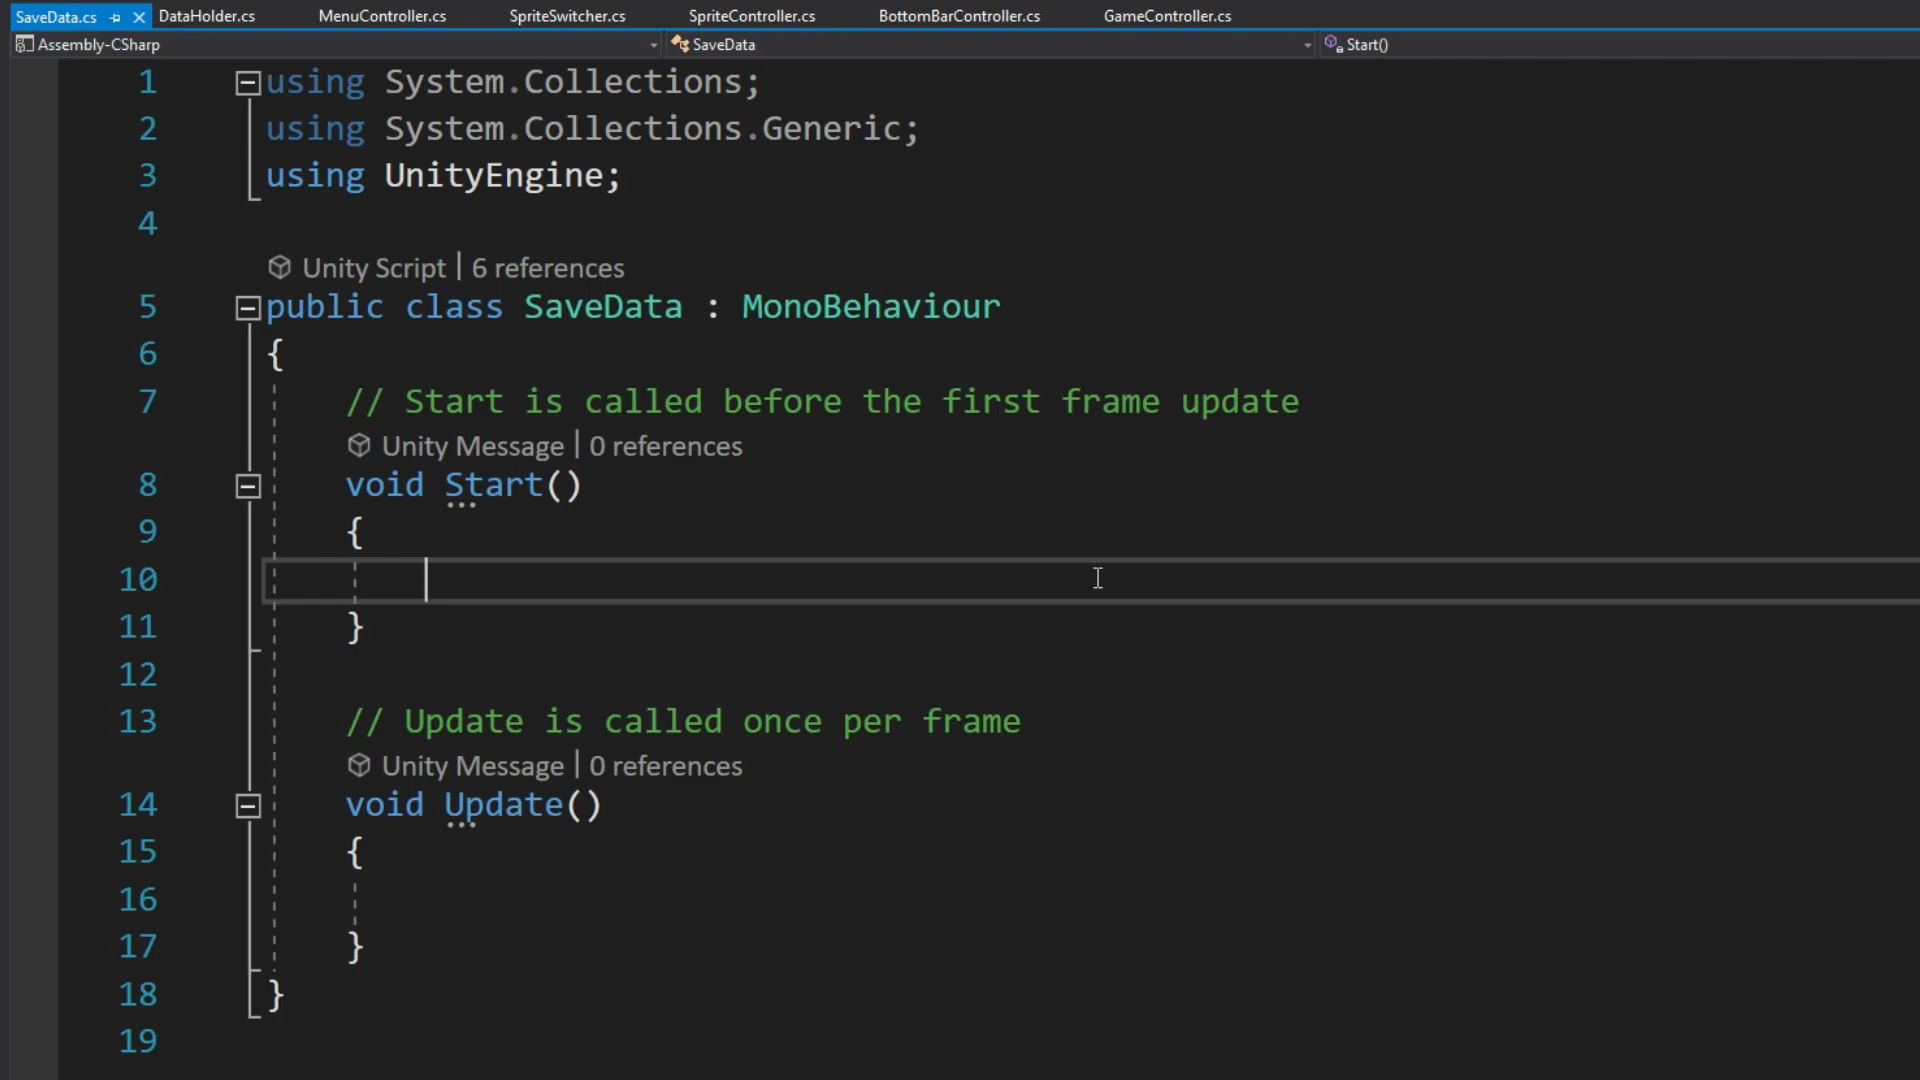 SaveData.cs DataHolder.cs MenuController.cs SpriteSwitcher.cs SpriteController.cs BottomBarController.cs GameController.cs
Assembly-CSharp SaveData Start()
1 using System.Collections;
2 using System.Collections.Generic;
3 using UnityEngine;
4
Unity Script | 6 references
5 public class SaveData : MonoBehaviour
6 {
7 // Start is called before the first frame update
Unity Message | 0 references
8 void Start()
9 {
10
11 }
12
13 // Update is called once per frame
Unity Message | 0 references
14 void Update()
15 {
16
17 }
18 }
19